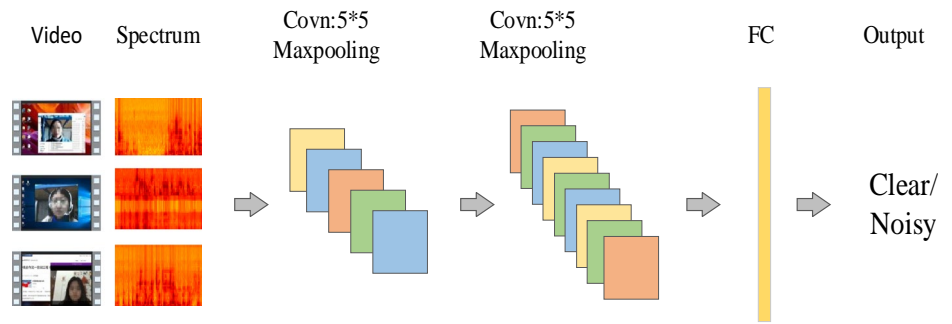 Video
Spectrum
Covn:5*5
Maxpooling
Covn:5*5
Maxpooling
FC
Output
Clear/
Noisy